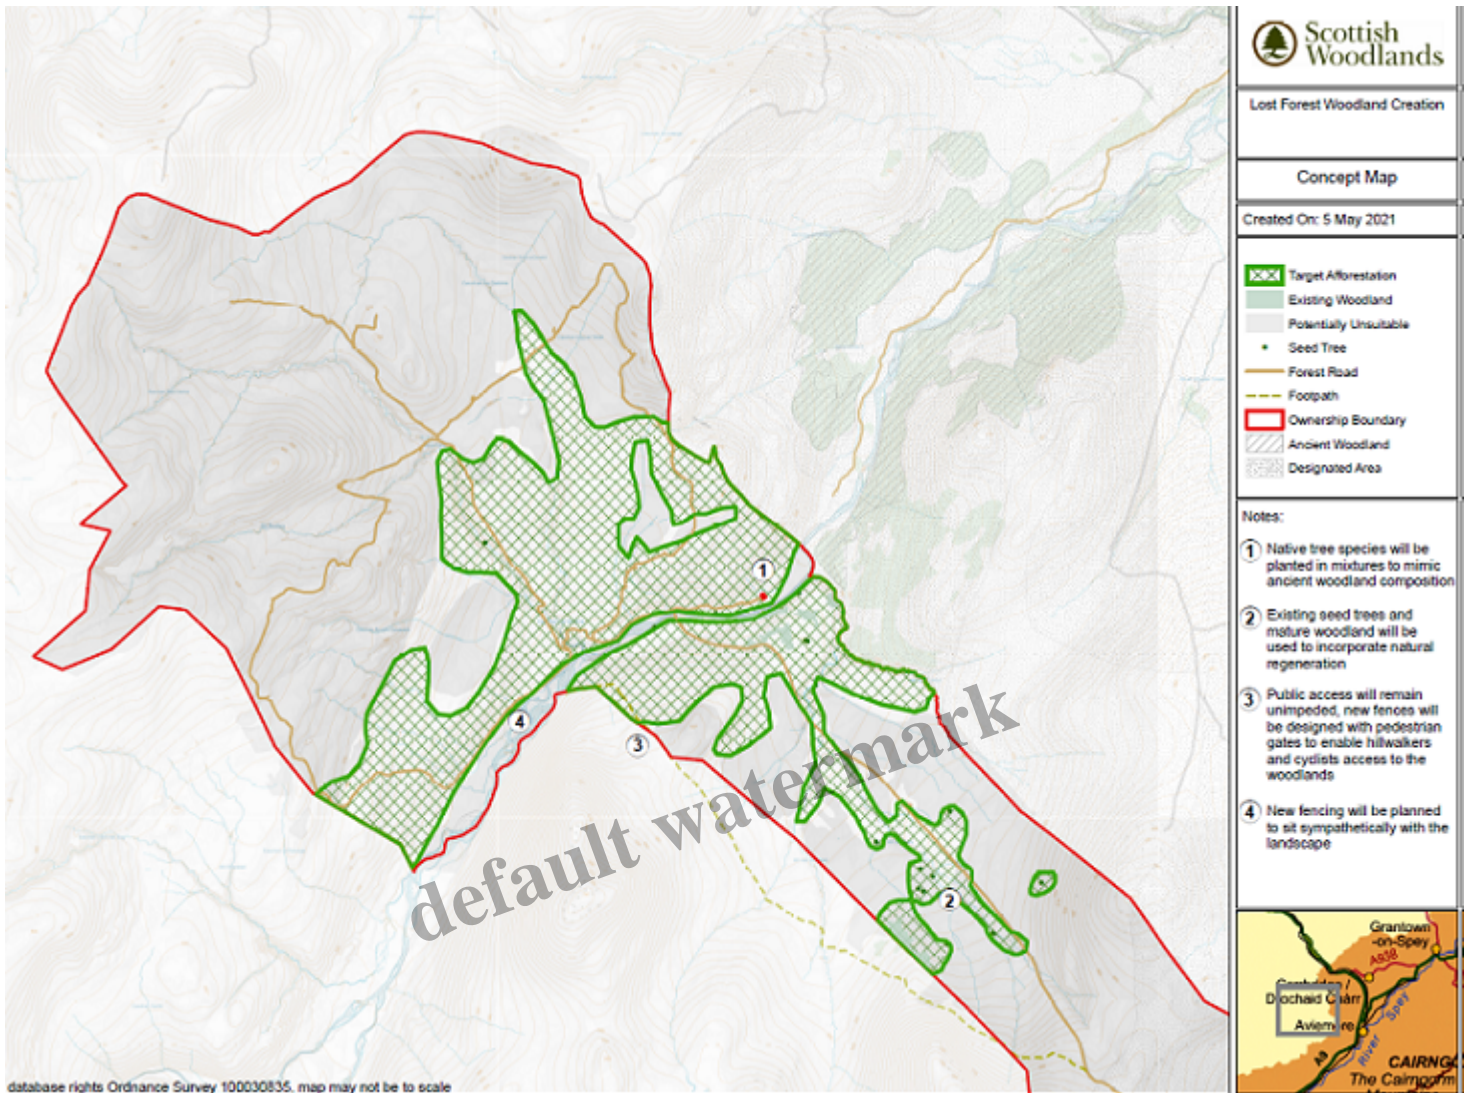 Scottish
Woodlands
Lost Forest Woodland Creation
Concept Map
Created On: 5 May 2021
Target Afforestation
Existing Woodland
Potentially Unsuitable
Seed Tree
Forest Road
Footpath
Ownership Boundary
Ancient Woodland
Designated Area
Notes:
1 Native tree species will be
planted in mixtures to mimic
ancient woodland composition
2 Existing seed trees and
mature woodland will be
used to incorporate natural
regeneration
3 Public access will remain
unimpeded, new fences will
be designed with pedestrian
gates to enable hillwalkers
and cyclists access to the
woodlands
4 New fencing will be planned
to sit sympathetically with the
landscape
1
4
3
2
default watermark
Grantown
-on-Spey
A938
Drochaid Chàrr
Aviemore
Spey
River
A9
CAIRNG
The Cairngorm
database rights Ordnance Survey 100030835. map may not be to scale